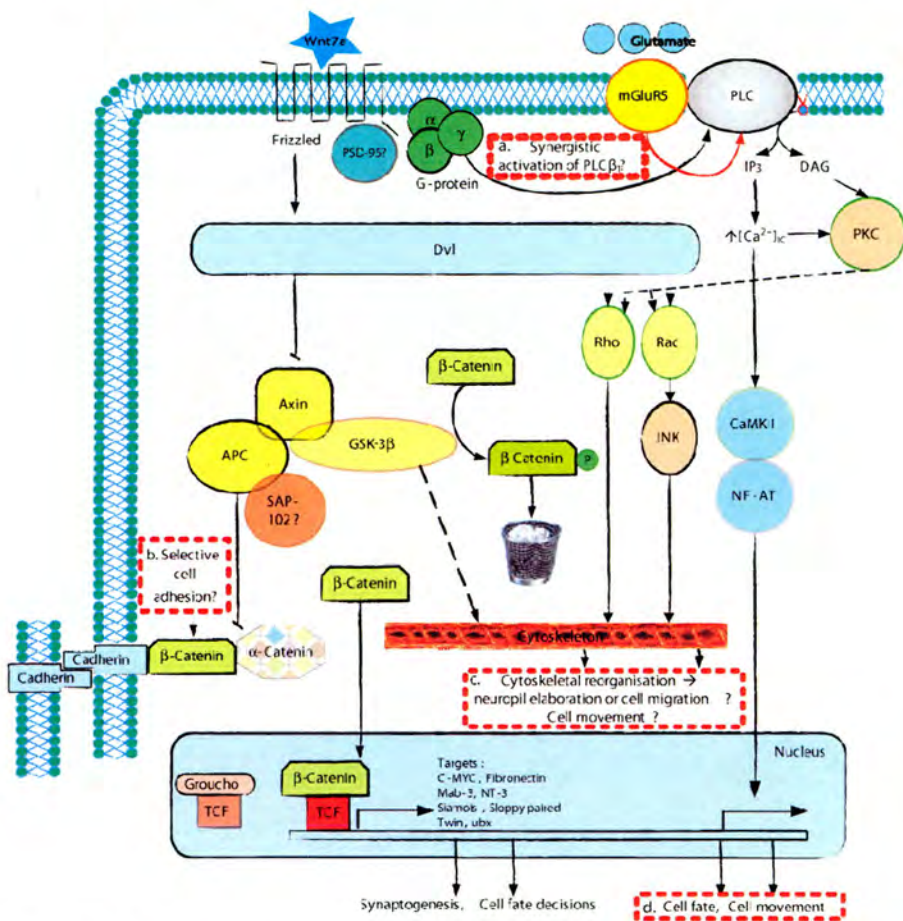 Wnt7a
Glutamate
mGluR5
PLC
Frizzled
PSD-95?
α
γ
β
G-protein
a. Synergistic
activation of PLCβ₁?
IP3
DAG
↑[Ca²⁺]IC
PKC
Dvl
Rho
Rac
β-Catenin
Axin
GSK-3β
APC
SAP-
102?
β Catenin
P
JNK
CaMK II
NF-AT
b. Selective
cell
adhesion?
β-Catenin
Cytoskeleton
Cadherin
Cadherin
β-Catenin
α-Catenin
c. Cytoskeletal reorganisation →
neuropil elaboration or cell migration ?
Cell movement ?
Nucleus
Groucho
TCF
β-Catenin
TCF
Targets :
C-MYC, Fibronectin
Mab-3, NT-3
Siamois, Sloppy paired
Twin, ubx
Synaptogenesis, Cell fate decisions
d. Cell fate, Cell movement